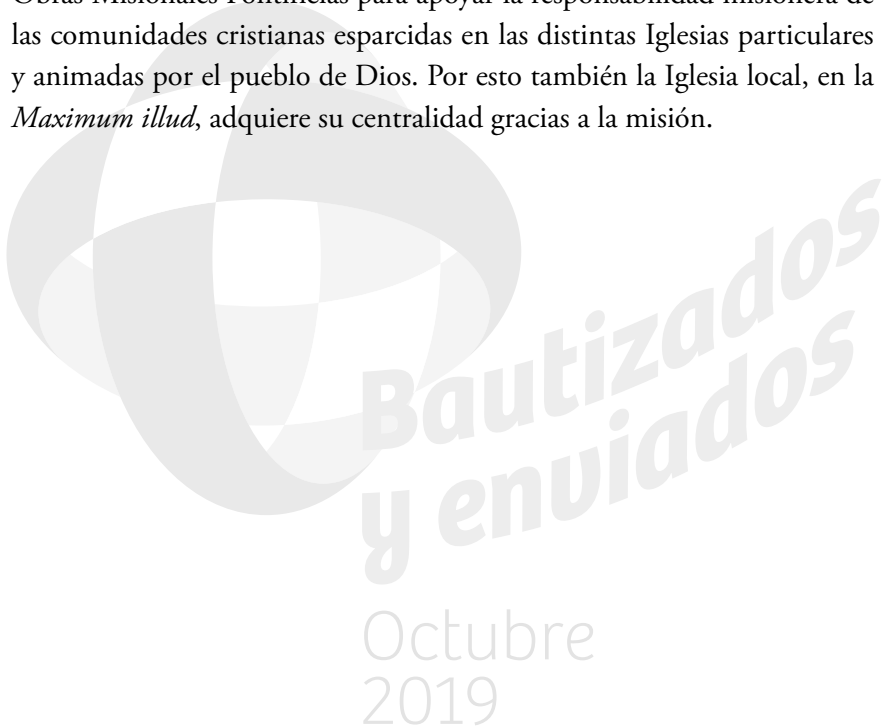 Obras Misionales Pontificias para apoyar la responsabilidad misionera de
las comunidades cristianas esparcidas en las distintas Iglesias particulares
y animadas por el pueblo de Dios. Por esto también la Iglesia local, en la
Maximum illud, adquiere su centralidad gracias a la misión.
Bautizados
y enviados
Octubre
2019